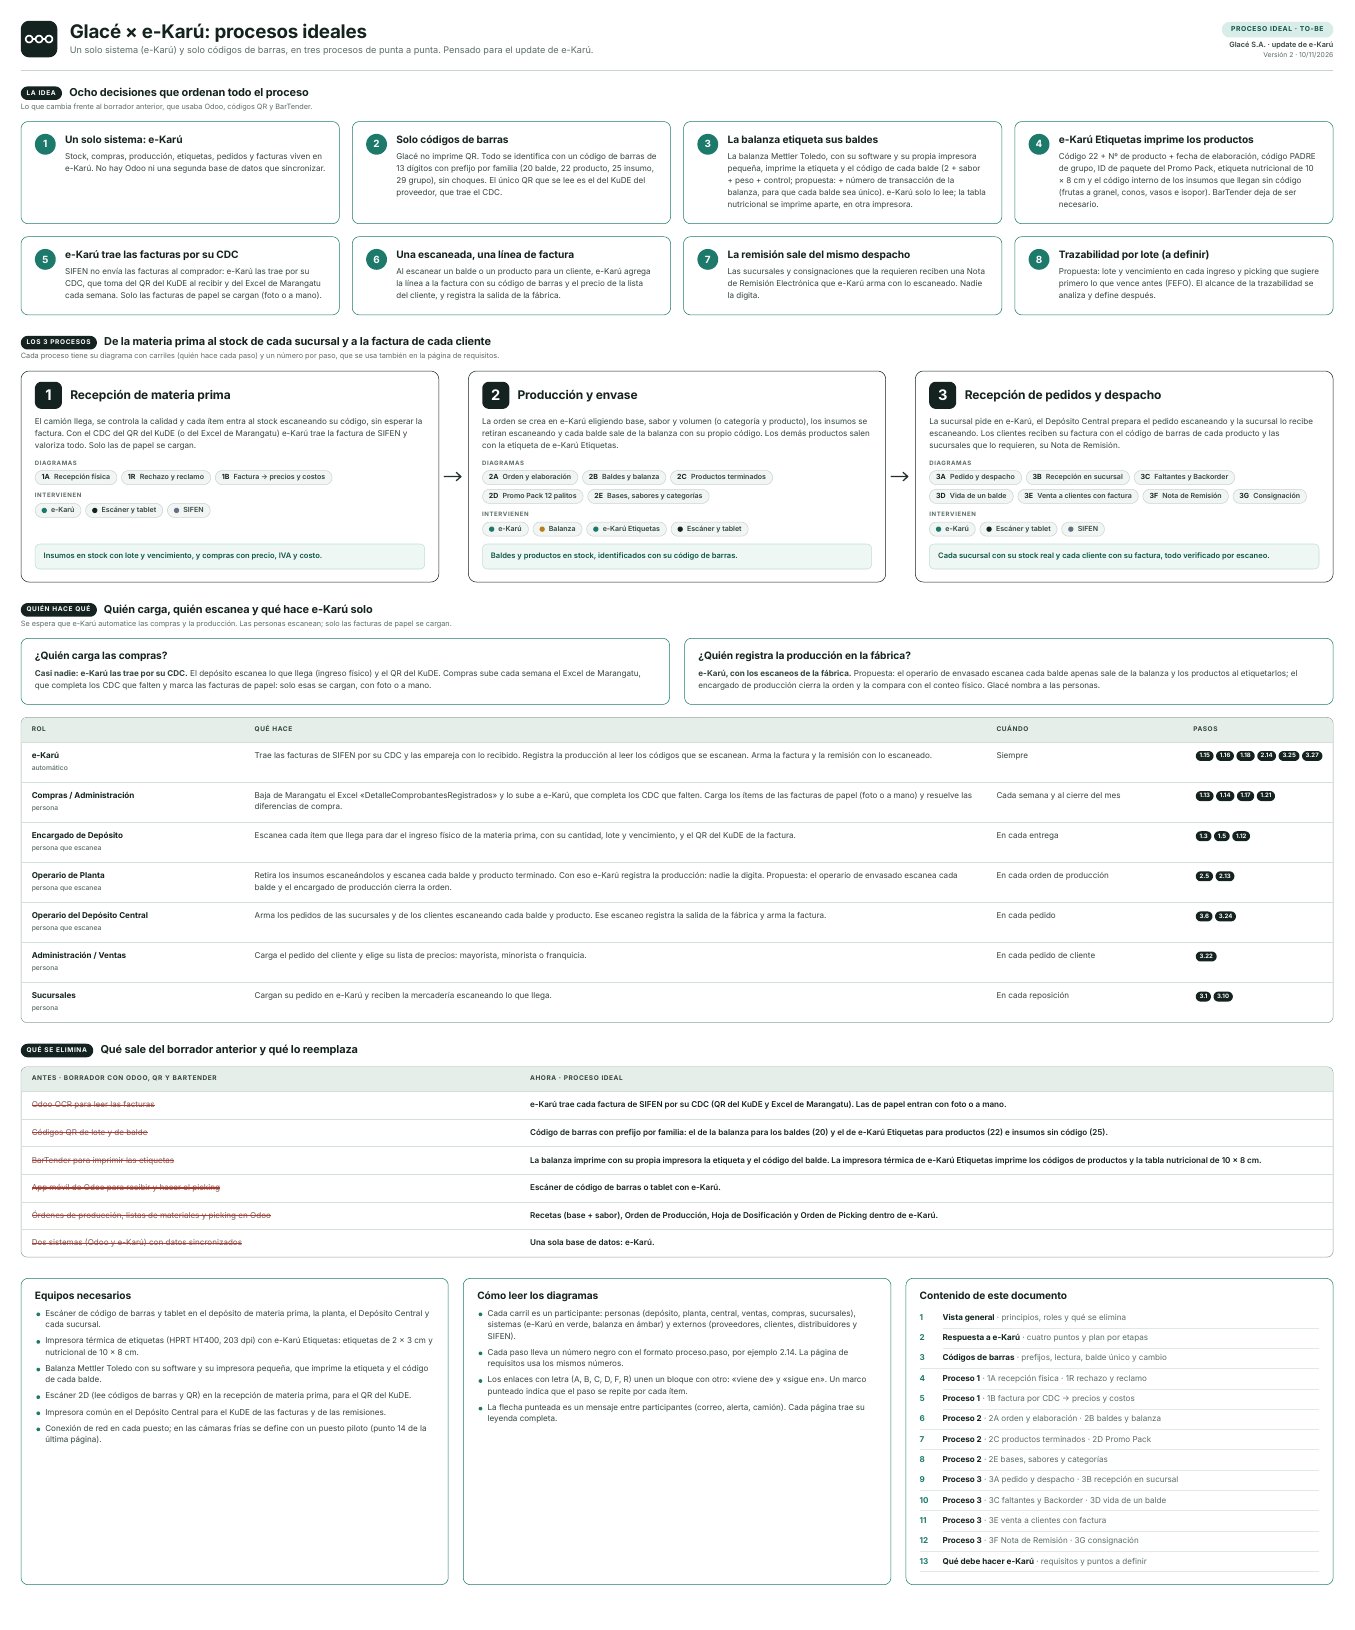 Glacé × e-Karú: procesos ideales
Un solo sistema (e-Karú) y solo códigos de barras, en tres procesos de punta a punta. Pensado para el update de e-Karú.
PROCESO IDEAL · TO-BE
Glacé S.A. · update de e-Karú
Versión 2 · 10/11/2026
LA IDEA Ocho decisiones que ordenan todo el proceso
Lo que cambia frente al borrador anterior, que usaba Odoo, códigos QR y BarTender.
1 Un solo sistema: e-Karú
Stock, compras, producción, etiquetas, pedidos y facturas viven en
e-Karú. No hay Odoo ni una segunda base de datos que sincronizar.
2 Solo códigos de barras
Glacé no imprime QR. Todo se identifica con un código de barras de
13 dígitos con prefijo por familia (20 balde, 22 producto, 25 insumo,
29 grupo), sin choques. El único QR que se lee es el del KuDE del
proveedor, que trae el CDC.
3 La balanza etiqueta sus baldes
La balanza Mettler Toledo, con su software y su propia impresora
pequeña, imprime la etiqueta y el código de cada balde (2 + sabor
+ peso + control; propuesta: + número de transacción de la
balanza, para que cada balde sea único). e-Karú solo lo lee; la tabla
nutricional se imprime aparte, en otra impresora.
4 e-Karú Etiquetas imprime los productos
Código 22 + Nº de producto + fecha de elaboración, código PADRE
de grupo, ID de paquete del Promo Pack, etiqueta nutricional de 10
× 8 cm y el código interno de los insumos que llegan sin código
(frutas a granel, conos, vasos e isopor). BarTender deja de ser
necesario.
5 e-Karú trae las facturas por su CDC
SIFEN no envía las facturas al comprador: e-Karú las trae por su
CDC, que toma del QR del KuDE al recibir y del Excel de Marangatu
cada semana. Solo las facturas de papel se cargan (foto o a mano).
6 Una escaneada, una línea de factura
Al escanear un balde o un producto para un cliente, e-Karú agrega
la línea a la factura con su código de barras y el precio de la lista
del cliente, y registra la salida de la fábrica.
7 La remisión sale del mismo despacho
Las sucursales y consignaciones que la requieren reciben una Nota
de Remisión Electrónica que e-Karú arma con lo escaneado. Nadie
la digita.
8 Trazabilidad por lote (a definir)
Propuesta: lote y vencimiento en cada ingreso y picking que sugiere
primero lo que vence antes (FEFO). El alcance de la trazabilidad se
analiza y define después.
LOS 3 PROCESOS De la materia prima al stock de cada sucursal y a la factura de cada cliente
Cada proceso tiene su diagrama con carriles (quién hace cada paso) y un número por paso, que se usa también en la página de requisitos.
1 Recepción de materia prima
El camión llega, se controla la calidad y cada ítem entra al stock escaneando su código, sin esperar la
factura. Con el CDC del QR del KuDE (o del Excel de Marangatu) e-Karú trae la factura de SIFEN y
valoriza todo. Solo las de papel se cargan.
DIAGRAMAS
1A Recepción física 1R Rechazo y reclamo 1B Factura → precios y costos
INTERVIENEN
e-Karú Escáner y tablet SIFEN
Insumos en stock con lote y vencimiento, y compras con precio, IVA y costo.
→
2 Producción y envase
La orden se crea en e-Karú eligiendo base, sabor y volumen (o categoría y producto), los insumos se
retiran escaneando y cada balde sale de la balanza con su propio código. Los demás productos salen
con la etiqueta de e-Karú Etiquetas.
DIAGRAMAS
2A Orden y elaboración 2B Baldes y balanza 2C Productos terminados
2D Promo Pack 12 palitos 2E Bases, sabores y categorías
INTERVIENEN
e-Karú Balanza e-Karú Etiquetas Escáner y tablet
Baldes y productos en stock, identificados con su código de barras.
→
3 Recepción de pedidos y despacho
La sucursal pide en e-Karú, el Depósito Central prepara el pedido escaneando y la sucursal lo recibe
escaneando. Los clientes reciben su factura con el código de barras de cada producto y las
sucursales que lo requieren, su Nota de Remisión.
DIAGRAMAS
3A Pedido y despacho 3B Recepción en sucursal 3C Faltantes y Backorder
3D Vida de un balde 3E Venta a clientes con factura 3F Nota de Remisión 3G Consignación
INTERVIENEN
e-Karú Escáner y tablet SIFEN
Cada sucursal con su stock real y cada cliente con su factura, todo verificado por escaneo.
QUIÉN HACE QUÉ Quién carga, quién escanea y qué hace e-Karú solo
Se espera que e-Karú automatice las compras y la producción. Las personas escanean; solo las facturas de papel se cargan.
¿Quién carga las compras?
Casi nadie: e-Karú las trae por su CDC. El depósito escanea lo que llega (ingreso físico) y el QR del KuDE. Compras sube cada semana el Excel de Marangatu,
que completa los CDC que falten y marca las facturas de papel: solo esas se cargan, con foto o a mano.
¿Quién registra la producción en la fábrica?
e-Karú, con los escaneos de la fábrica. Propuesta: el operario de envasado escanea cada balde apenas sale de la balanza y los productos al etiquetarlos; el
encargado de producción cierra la orden y la compara con el conteo físico. Glacé nombra a las personas.
ROL QUÉ HACE CUÁNDO PASOS
e-Karú
automático
Trae las facturas de SIFEN por su CDC y las empareja con lo recibido. Registra la producción al leer los códigos que se escanean. Arma la factura y la remisión con lo escaneado.
Siempre
1.15 1.16 1.18 2.14 3.25 3.27
Compras / Administración
persona
Baja de Marangatu el Excel «DetalleComprobantesRegistrados» y lo sube a e-Karú, que completa los CDC que falten. Carga los ítems de las facturas de papel (foto o a mano) y resuelve las
diferencias de compra.
Cada semana y al cierre del mes
1.13 1.14 1.17 1.21
Encargado de Depósito
persona que escanea
Escanea cada ítem que llega para dar el ingreso físico de la materia prima, con su cantidad, lote y vencimiento, y el QR del KuDE de la factura.
En cada entrega
1.3 1.5 1.12
Operario de Planta
persona que escanea
Retira los insumos escaneándolos y escanea cada balde y producto terminado. Con eso e-Karú registra la producción: nadie la digita. Propuesta: el operario de envasado escanea cada
balde y el encargado de producción cierra la orden.
En cada orden de producción
2.5 2.13
Operario del Depósito Central
persona que escanea
Arma los pedidos de las sucursales y de los clientes escaneando cada balde y producto. Ese escaneo registra la salida de la fábrica y arma la factura.
En cada pedido
3.6 3.24
Administración / Ventas
persona
Carga el pedido del cliente y elige su lista de precios: mayorista, minorista o franquicia.
En cada pedido de cliente
3.22
Sucursales
persona
Cargan su pedido en e-Karú y reciben la mercadería escaneando lo que llega.
En cada reposición
3.1 3.10
QUÉ SE ELIMINA Qué sale del borrador anterior y qué lo reemplaza
ANTES · BORRADOR CON ODOO, QR Y BARTENDER AHORA · PROCESO IDEAL
Odoo OCR para leer las facturas
e-Karú trae cada factura de SIFEN por su CDC (QR del KuDE y Excel de Marangatu). Las de papel entran con foto o a mano.
Códigos QR de lote y de balde
Código de barras con prefijo por familia: el de la balanza para los baldes (20) y el de e-Karú Etiquetas para productos (22) e insumos sin código (25).
BarTender para imprimir las etiquetas
La balanza imprime con su propia impresora la etiqueta y el código del balde. La impresora térmica de e-Karú Etiquetas imprime los códigos de productos y la tabla nutricional de 10 × 8 cm.
App móvil de Odoo para recibir y hacer el picking
Escáner de código de barras o tablet con e-Karú.
Órdenes de producción, listas de materiales y picking en Odoo
Recetas (base + sabor), Orden de Producción, Hoja de Dosificación y Orden de Picking dentro de e-Karú.
Dos sistemas (Odoo y e-Karú) con datos sincronizados
Una sola base de datos: e-Karú.
Equipos necesarios
Escáner de código de barras y tablet en el depósito de materia prima, la planta, el Depósito Central y
cada sucursal.
Impresora térmica de etiquetas (HPRT HT400, 203 dpi) con e-Karú Etiquetas: etiquetas de 2 × 3 cm y
nutricional de 10 × 8 cm.
Balanza Mettler Toledo con su software y su impresora pequeña, que imprime la etiqueta y el código
de cada balde.
Escáner 2D (lee códigos de barras y QR) en la recepción de materia prima, para el QR del KuDE.
Impresora común en el Depósito Central para el KuDE de las facturas y de las remisiones.
Conexión de red en cada puesto; en las cámaras frías se define con un puesto piloto (punto 14 de la
última página).
Cómo leer los diagramas
Cada carril es un participante: personas (depósito, planta, central, ventas, compras, sucursales),
sistemas (e-Karú en verde, balanza en ámbar) y externos (proveedores, clientes, distribuidores y
SIFEN).
Cada paso lleva un número negro con el formato proceso.paso, por ejemplo 2.14. La página de
requisitos usa los mismos números.
Los enlaces con letra (A, B, C, D, F, R) unen un bloque con otro: «viene de» y «sigue en». Un marco
punteado indica que el paso se repite por cada ítem.
La flecha punteada es un mensaje entre participantes (correo, alerta, camión). Cada página trae su
leyenda completa.
Contenido de este documento
1 Vista general · principios, roles y qué se elimina
2 Respuesta a e-Karú · cuatro puntos y plan por etapas
3 Códigos de barras · prefijos, lectura, balde único y cambio
4 Proceso 1 · 1A recepción física · 1R rechazo y reclamo
5 Proceso 1 · 1B factura por CDC → precios y costos
6 Proceso 2 · 2A orden y elaboración · 2B baldes y balanza
7 Proceso 2 · 2C productos terminados · 2D Promo Pack
8 Proceso 2 · 2E bases, sabores y categorías
9 Proceso 3 · 3A pedido y despacho · 3B recepción en sucursal
10 Proceso 3 · 3C faltantes y Backorder · 3D vida de un balde
11 Proceso 3 · 3E venta a clientes con factura
12 Proceso 3 · 3F Nota de Remisión · 3G consignación
13 Qué debe hacer e-Karú · requisitos y puntos a definir